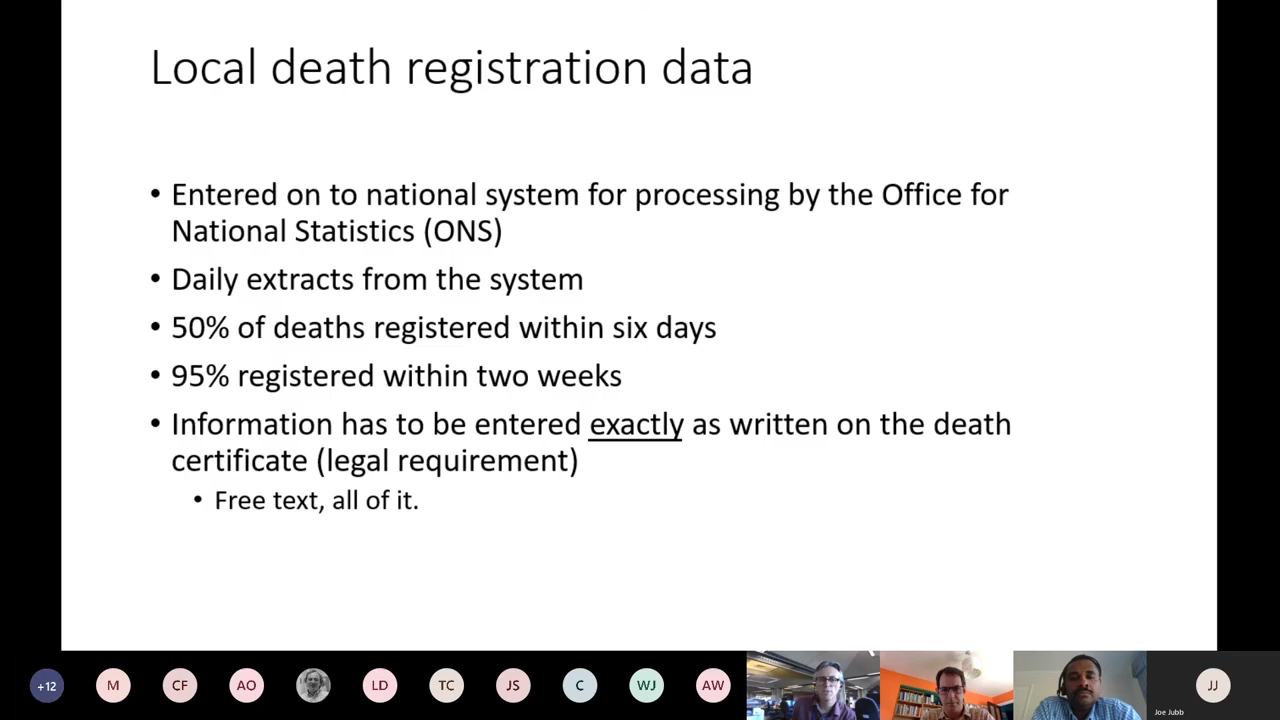 Local death registration data
• Entered on to national system for processing by the Office for
National Statistics (ONS)
• Daily extracts from the system
• 50% of deaths registered within six days
• 95% registered within two weeks
• Information has to be entered exactly as written on the death
certificate (legal requirement)
• Free text, all of it.
+12 M CF AO LD TC JS C WJ AW JJ
Joe Jubb